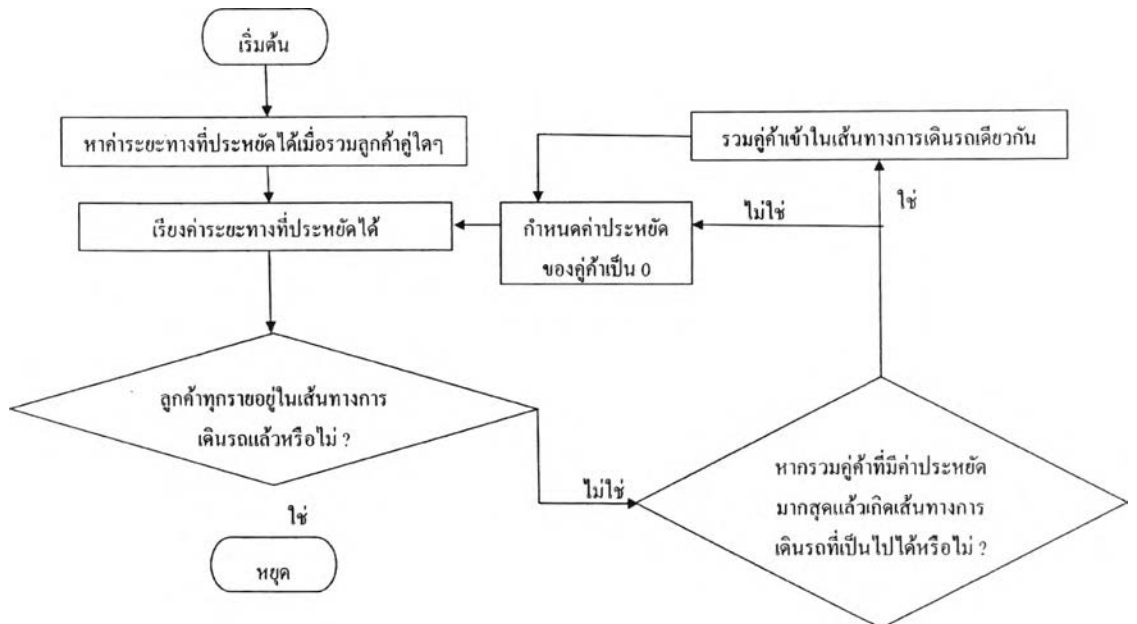 เริ่มต้น
หาค่าระยะทางที่ประหยัดได้เมื่อรวมลูกค้าคู่ใดๆ
รวมคู่ค้าเข้าในเส้นทางการเดินรถเดียวกัน
เรียงค่าระยะทางที่ประหยัดได้
กำหนดค่าประหยัด
ของคู่ค้าเป็น 0
ไม่ใช่
ใช่
ลูกค้าทุกรายอยู่ในเส้นทางการ
เดินรถแล้วหรือไม่ ?
ไม่ใช่
หากรวมคู่ค้าที่มีค่าประหยัด
มากสุดแล้วเกิดเส้นทางการ
เดินรถที่เป็นไปได้หรือไม่ ?
ใช่
หยุด